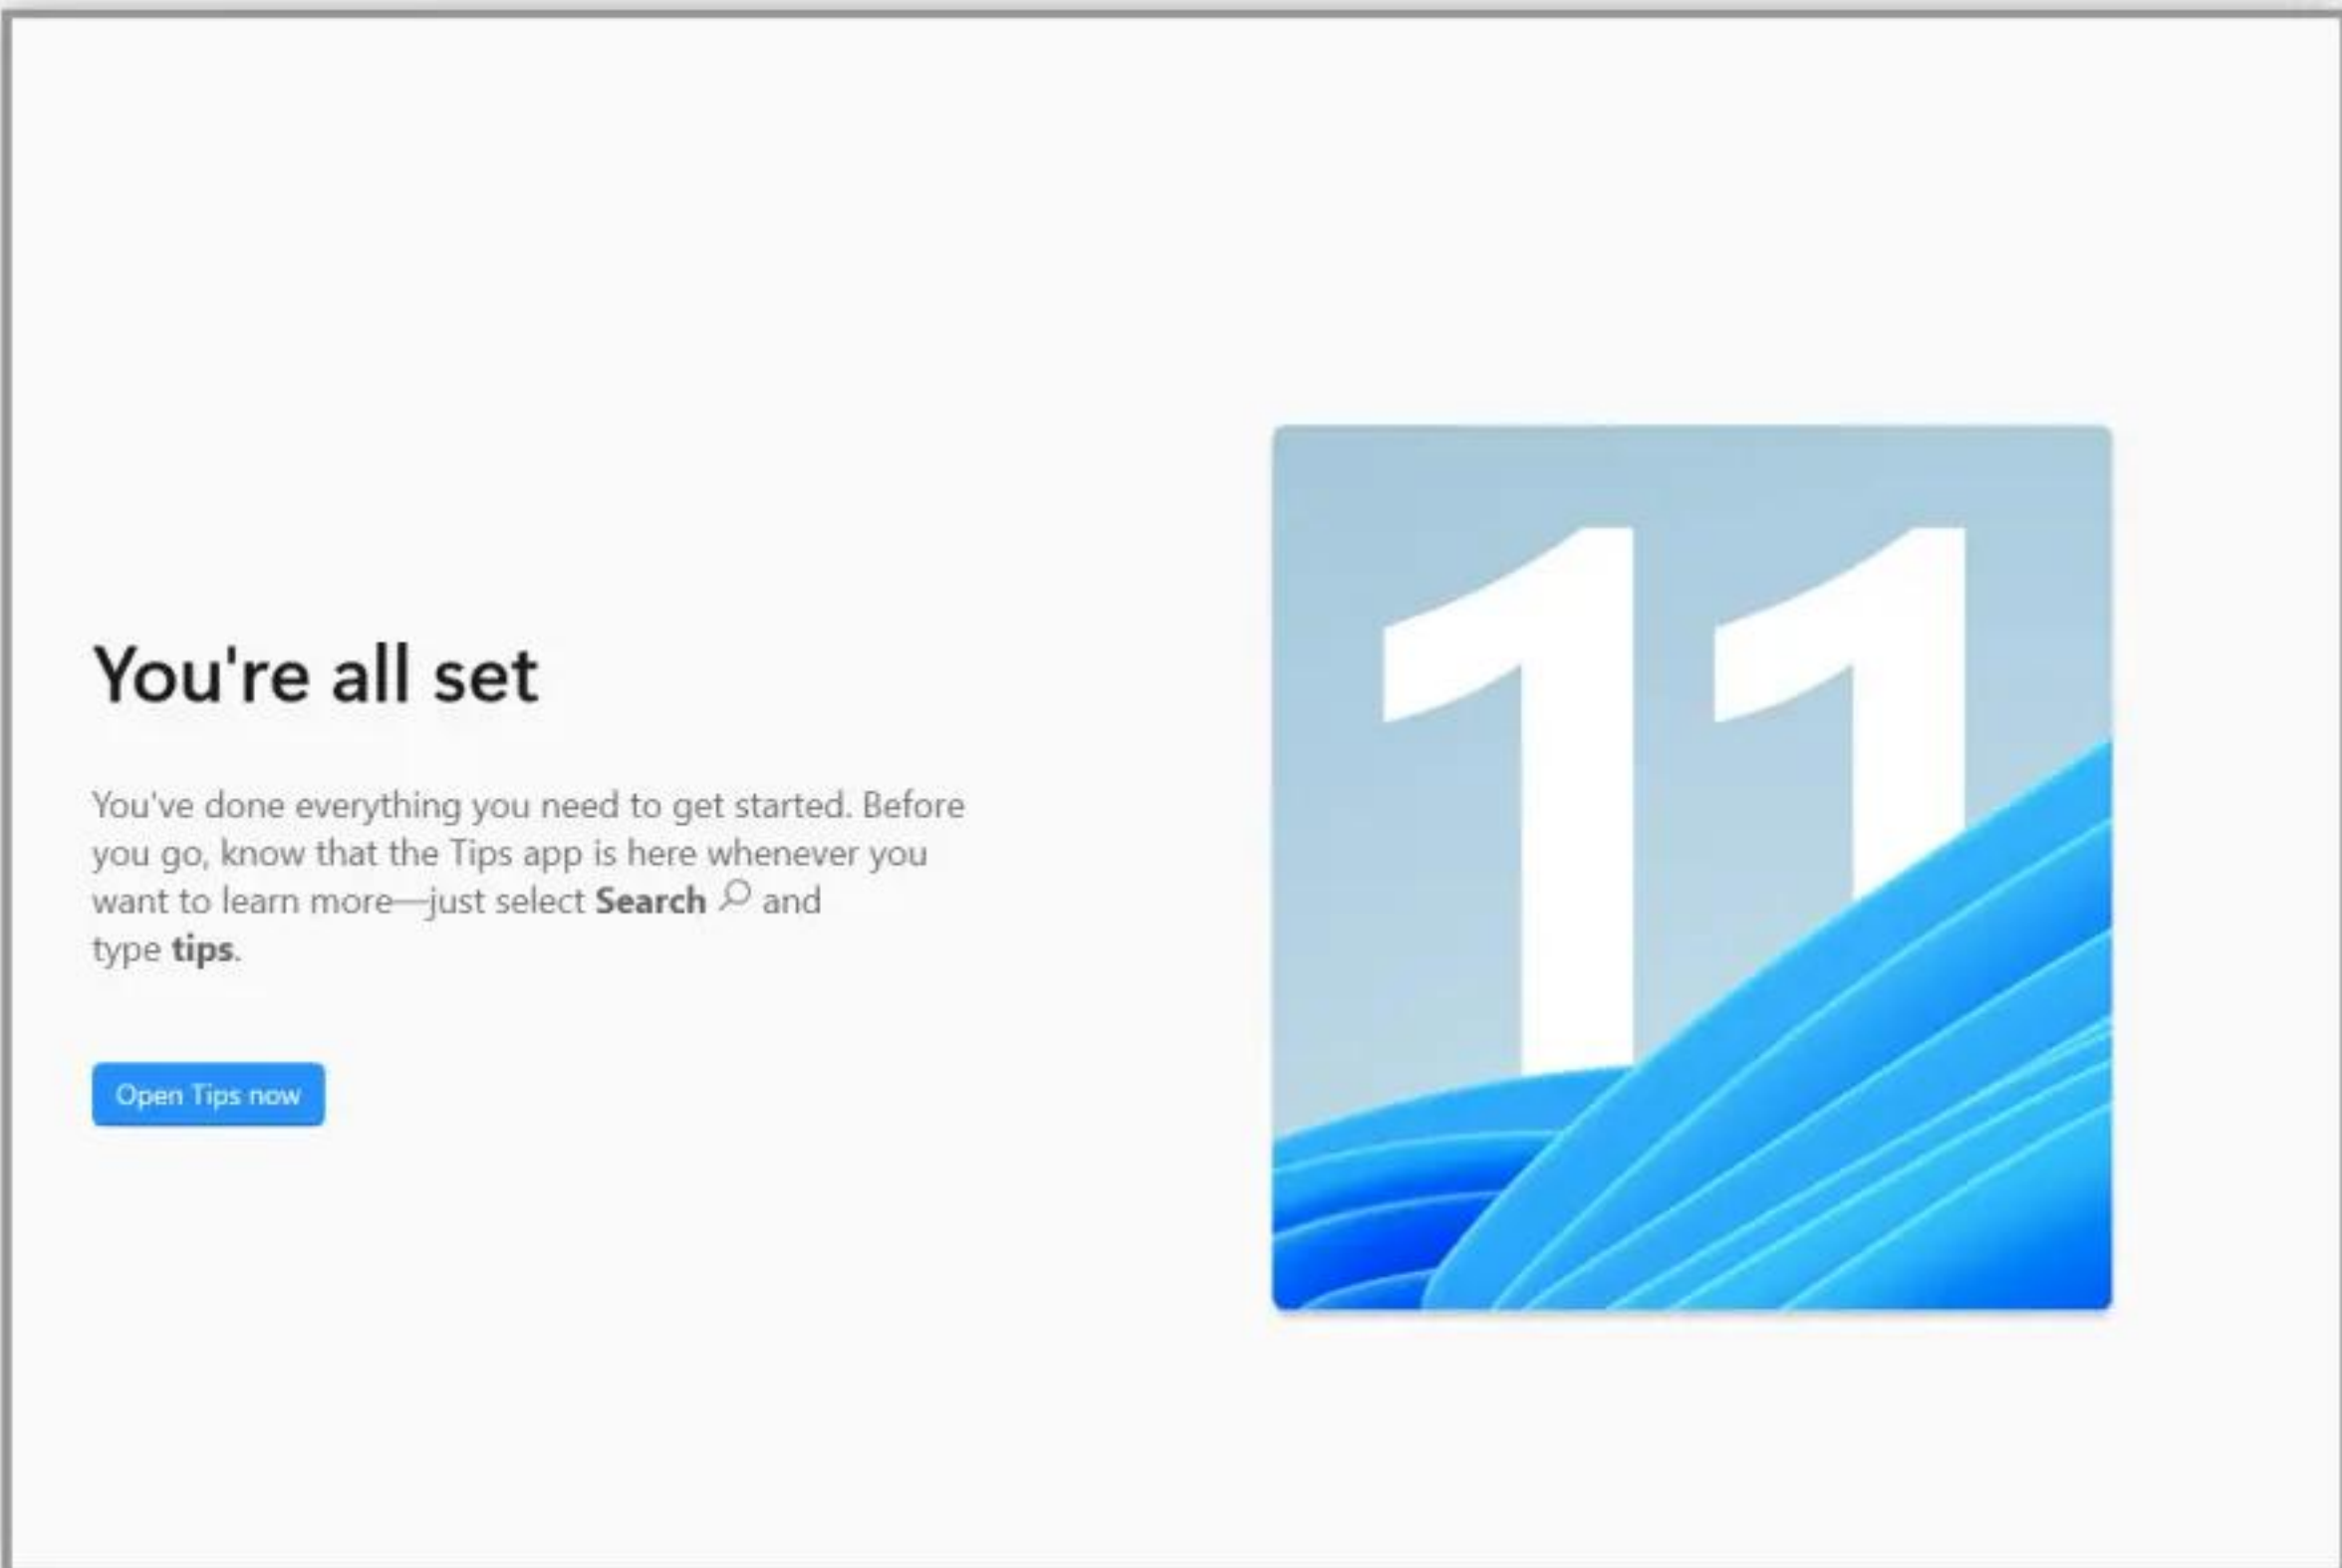 You're all set
You've done everything you need to get started. Before
you go, know that the Tips app is here whenever you
want to learn more—just select Search and
type tips.
Open Tips now
11